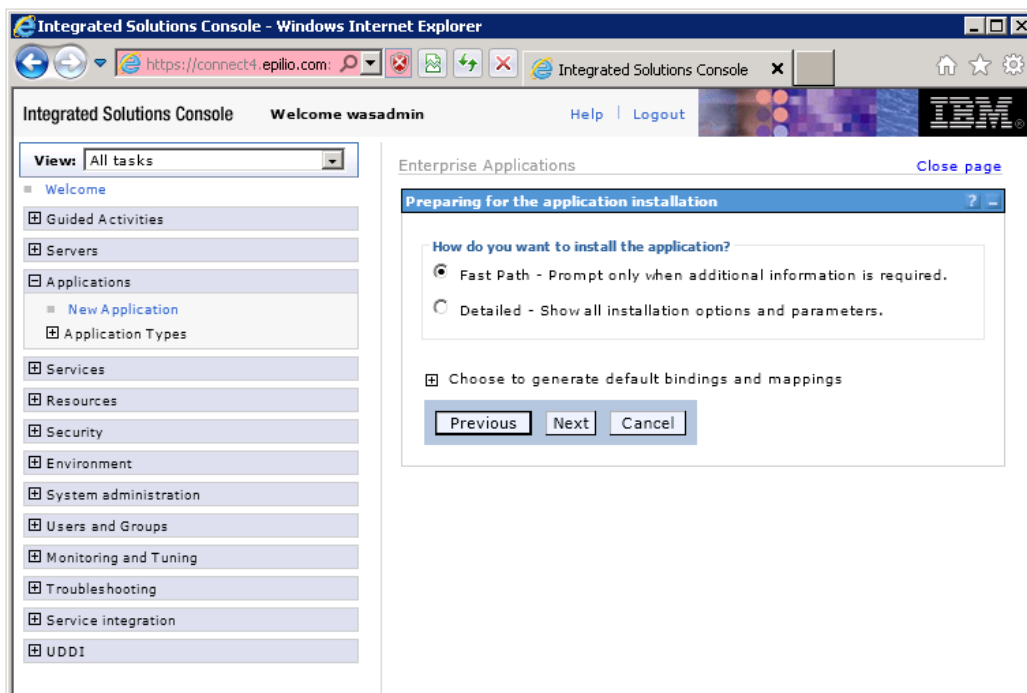 Integrated Solutions Console - Windows Internet Explorer
https://connect4.epilio.com:
Integrated Solutions Console
Integrated Solutions Console Welcome wasadmin Help Logout IBM
View: All tasks
Welcome
Guided Activities
Servers
Applications
New Application
Application Types
Services
Resources
Security
Environment
System administration
Users and Groups
Monitoring and Tuning
Troubleshooting
Service integration
UDDI
Enterprise Applications Close page
Preparing for the application installation ?
How do you want to install the application?
Fast Path - Prompt only when additional information is required.
Detailed - Show all installation options and parameters.
Choose to generate default bindings and mappings
Previous Next Cancel